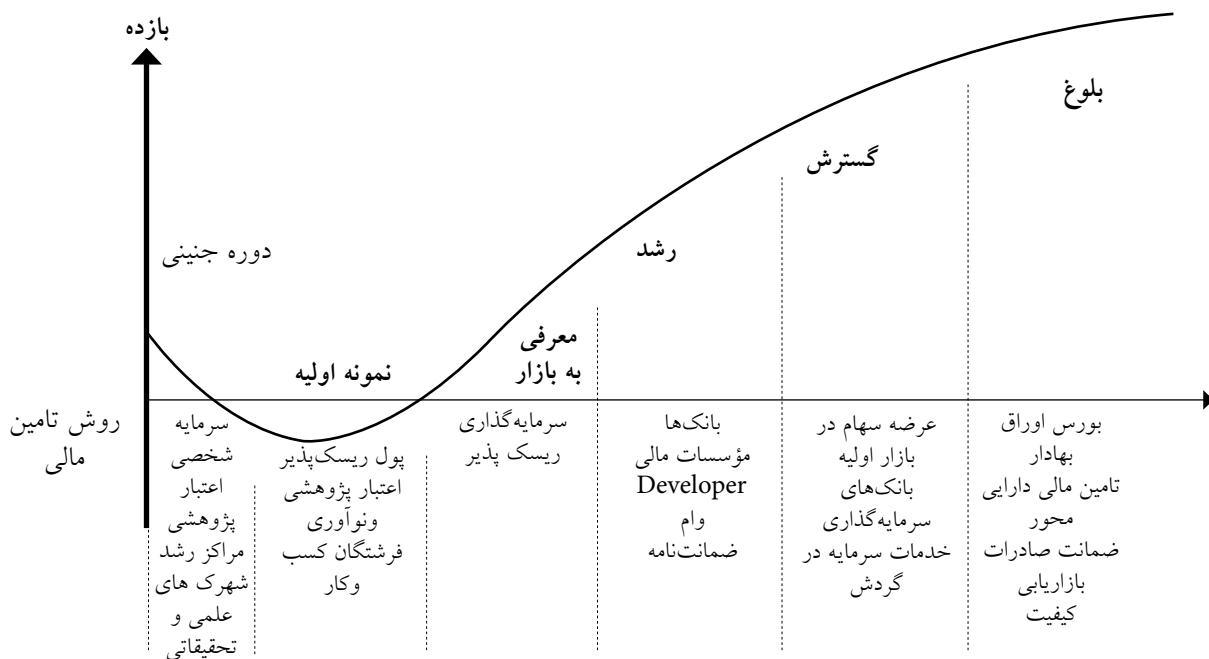 بازده
بلوغ
گسترش
رشد
دوره جنینی
معرفی
به بازار
نمونه اولیه
روش تامین
مالی
سرمایه
شخصی
اعتبار
پژوهشی
مراکز رشد
شهرک های
علمی و
تحقیقاتی
پول ریسک‌پذیر
اعتبار پژوهشی
ونوآوری
فرشتگان کسب
وکار
سرمایه‌گذاری
ریسک پذیر
بانک‌ها
مؤسسات مالی
Developer
وام
ضمانت‌نامه
عرضه سهام در
بازار اولیه
بانک‌های
سرمایه‌گذاری
خدمات سرمایه در
گردش
بورس اوراق
بهادار
تامین مالی دارایی
محور
ضمانت صادرات
بازاریابی
کیفیت